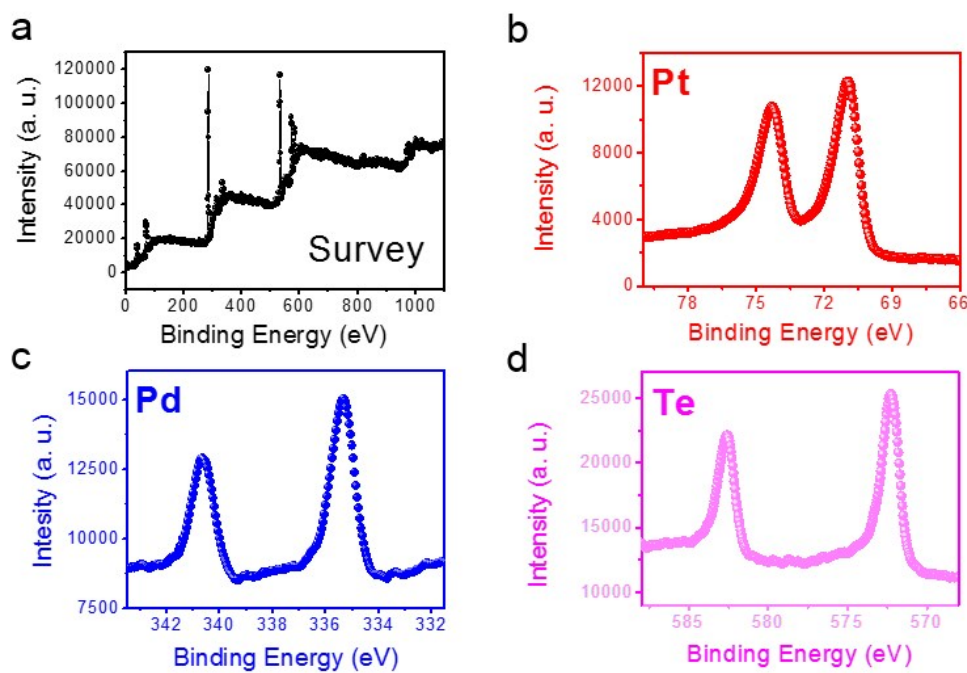 a
Intensity (a. u.)
120000
100000
80000
60000
40000
20000
0
Survey
0 200 400 600 800 1000
Binding Energy (eV)
b
Intensity (a. u.)
12000
8000
4000
0
Pt
78 75 72 69 66
Binding Energy (eV)
c
Intesity (a. u.)
15000
12500
10000
7500
Pd
342 340 338 336 334 332
Binding Energy (eV)
d
Intensity (a. u.)
25000
20000
15000
10000
Te
585 580 575 570
Binding Energy (eV)